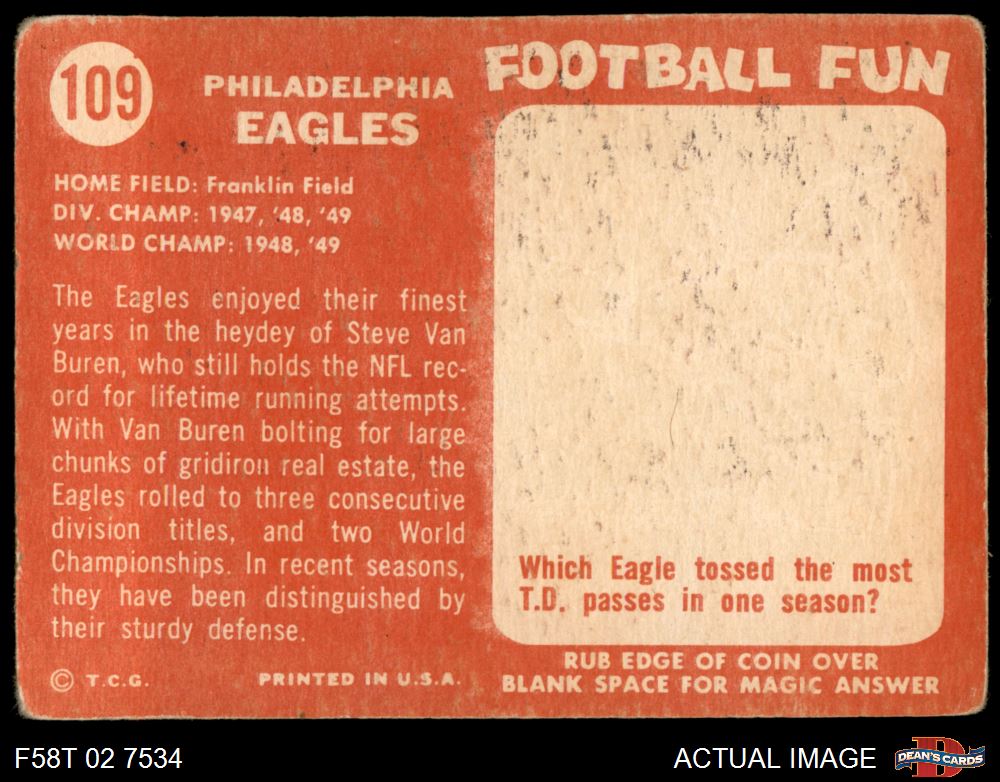 109
PHILADELPHIA
EAGLES
HOME FIELD: Franklin Field
DIV. CHAMP: 1947, '48, '49
WORLD CHAMP: 1948, '49
The Eagles enjoyed their finest
years in the heydey of Steve Van
Buren, who still holds the NFL rec-
ord for lifetime running attempts.
With Van Buren bolting for large
chunks of gridiron real estate, the
Eagles rolled to three consecutive
division titles, and two World
Championships. In recent seasons,
they have been distinguished by
their sturdy defense.
© T.C.G.
PRINTED IN U.S.A.
FOOTBALL FUN
Which Eagle tossed the most
T.D. passes in one season?
RUB EDGE OF COIN OVER
BLANK SPACE FOR MAGIC ANSWER
F58T 02 7534
ACTUAL IMAGE
D
DEAN'S CARDS